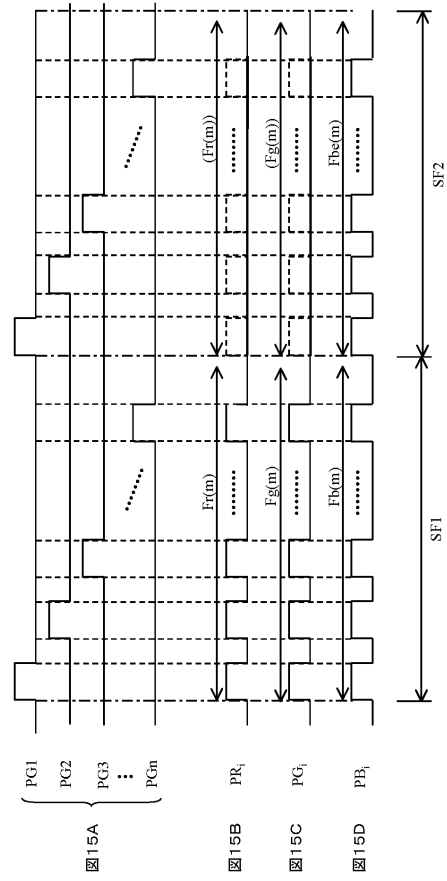 図15A
PG1
PG2
PG3
PGn
図15B
PRi
Fr(m)
(Fr(m))
図15C
PGi
Fg(m)
(Fg(m))
図15D
PBi
Fb(m)
Fbe(m)
SF1
SF2